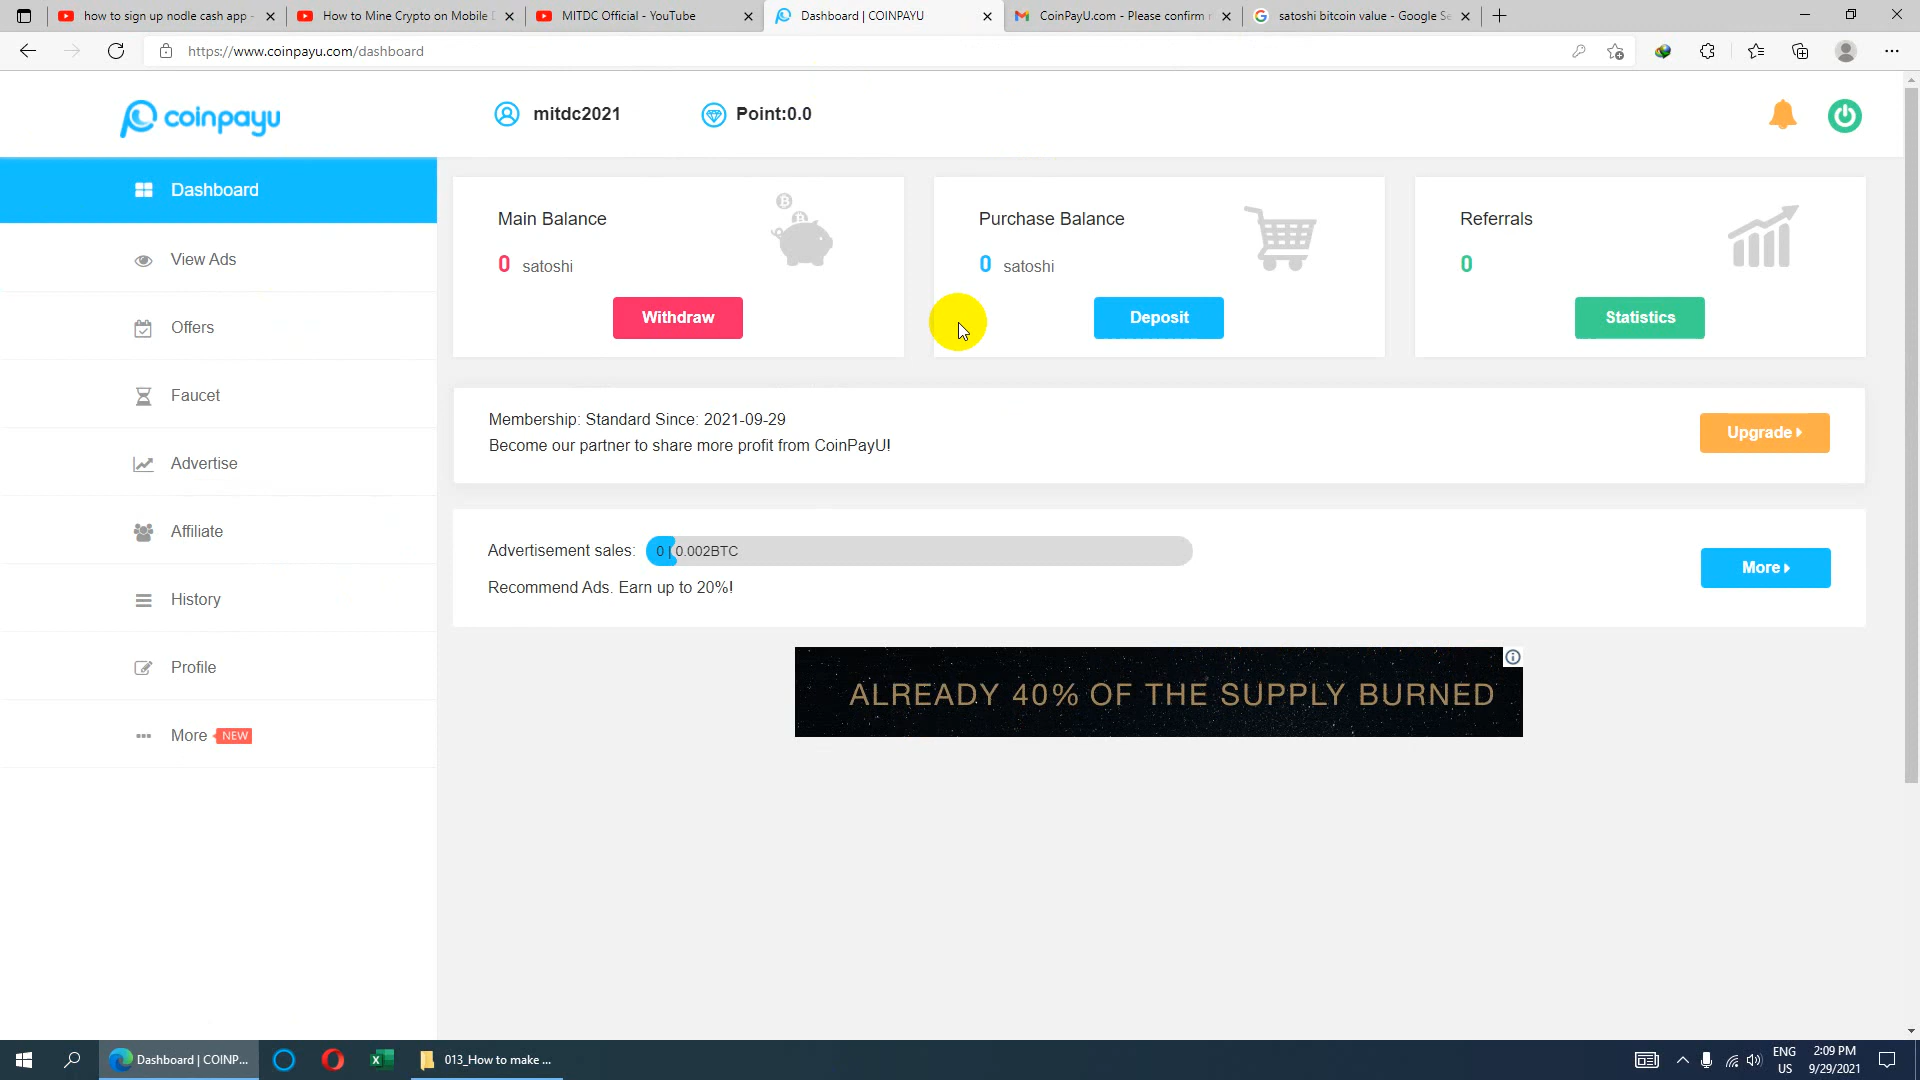 how to sign up nodle cash app -
How to Mine Crypto on Mobile
MITDC Official - YouTube
Dashboard | COINPAYU
CoinPayU.com - Please confirm
satoshi bitcoin value - Google Se
https://www.coinpayu.com/dashboard
coinpayu
mitdc2021
Point:0.0
Dashboard
View Ads
Offers
Faucet
Advertise
Affiliate
History
Profile
More NEW
Main Balance
0 satoshi
Withdraw
Purchase Balance
0 satoshi
Deposit
Referrals
0
Statistics
Membership: Standard Since: 2021-09-29
Become our partner to share more profit from CoinPayU!
Upgrade
Advertisement sales: 0 | 0.002BTC
Recommend Ads. Earn up to 20%!
More
ALREADY 40% OF THE SUPPLY BURNED
Dashboard | COINP...
013_How to make ...
ENG
US
2:09 PM
9/29/2021